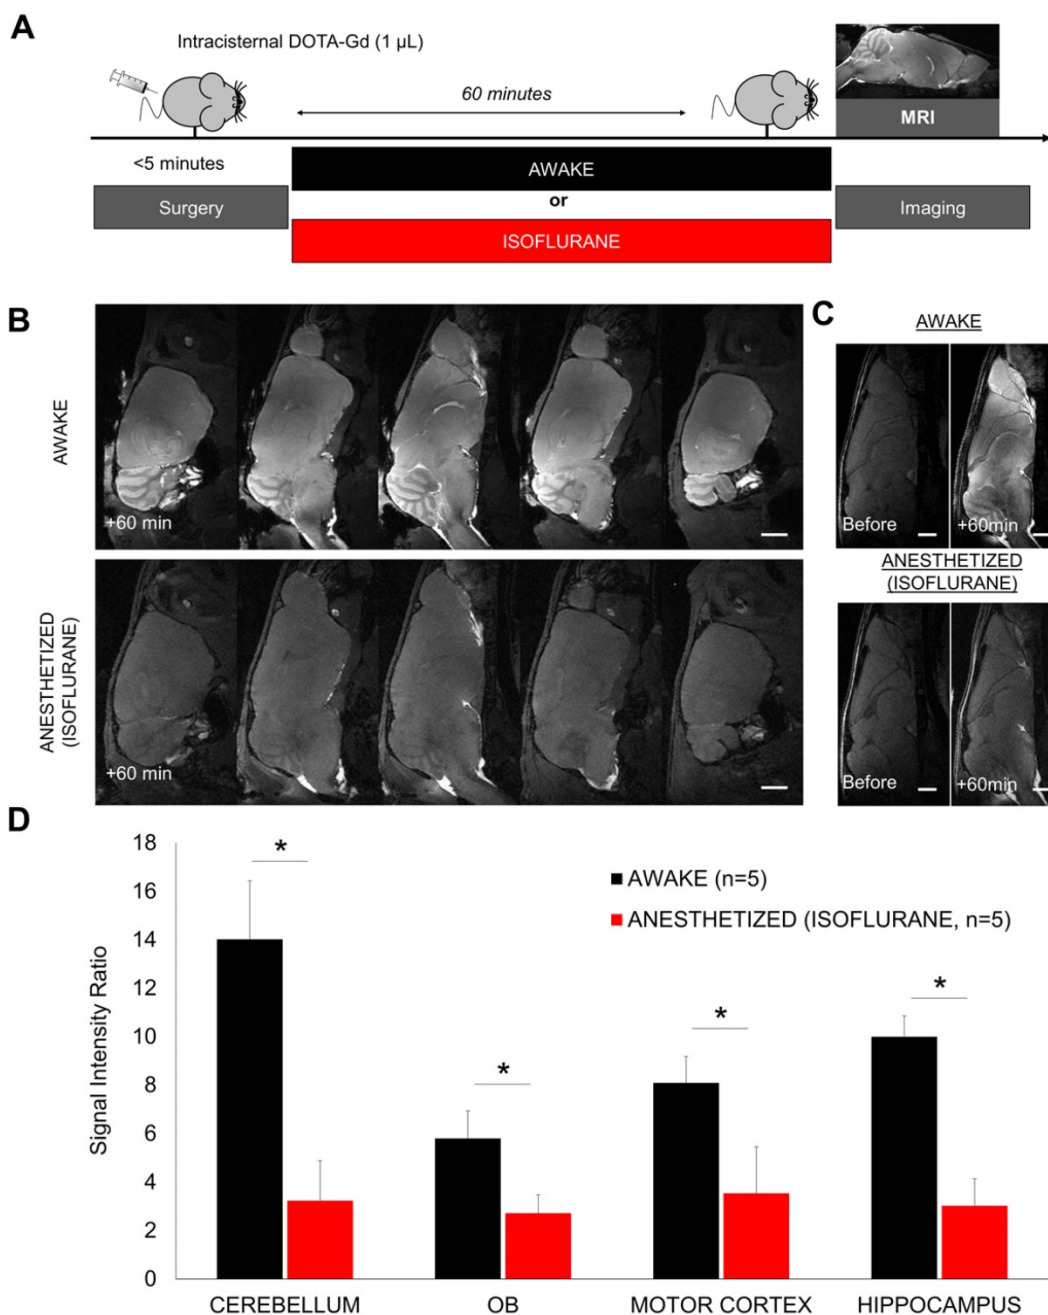 A
Intracisternal DOTA-Gd (1 µL)
60 minutes
MRI
<5 minutes
AWAKE
Surgery
or
Imaging
ISOFLURANE
B
AWAKE
+60 min
ANESTHETIZED
(ISOFLURANE)
+60 min
C
AWAKE
Before
+60min
ANESTHETIZED
(ISOFLURANE)
Before
+60min
D
Signal Intensity Ratio
18
16
14
12
10
8
6
4
2
0
*
*
*
*
AWAKE (n=5)
ANESTHETIZED (ISOFLURANE, n=5)
CEREBELLUM
OB
MOTOR CORTEX
HIPPOCAMPUS